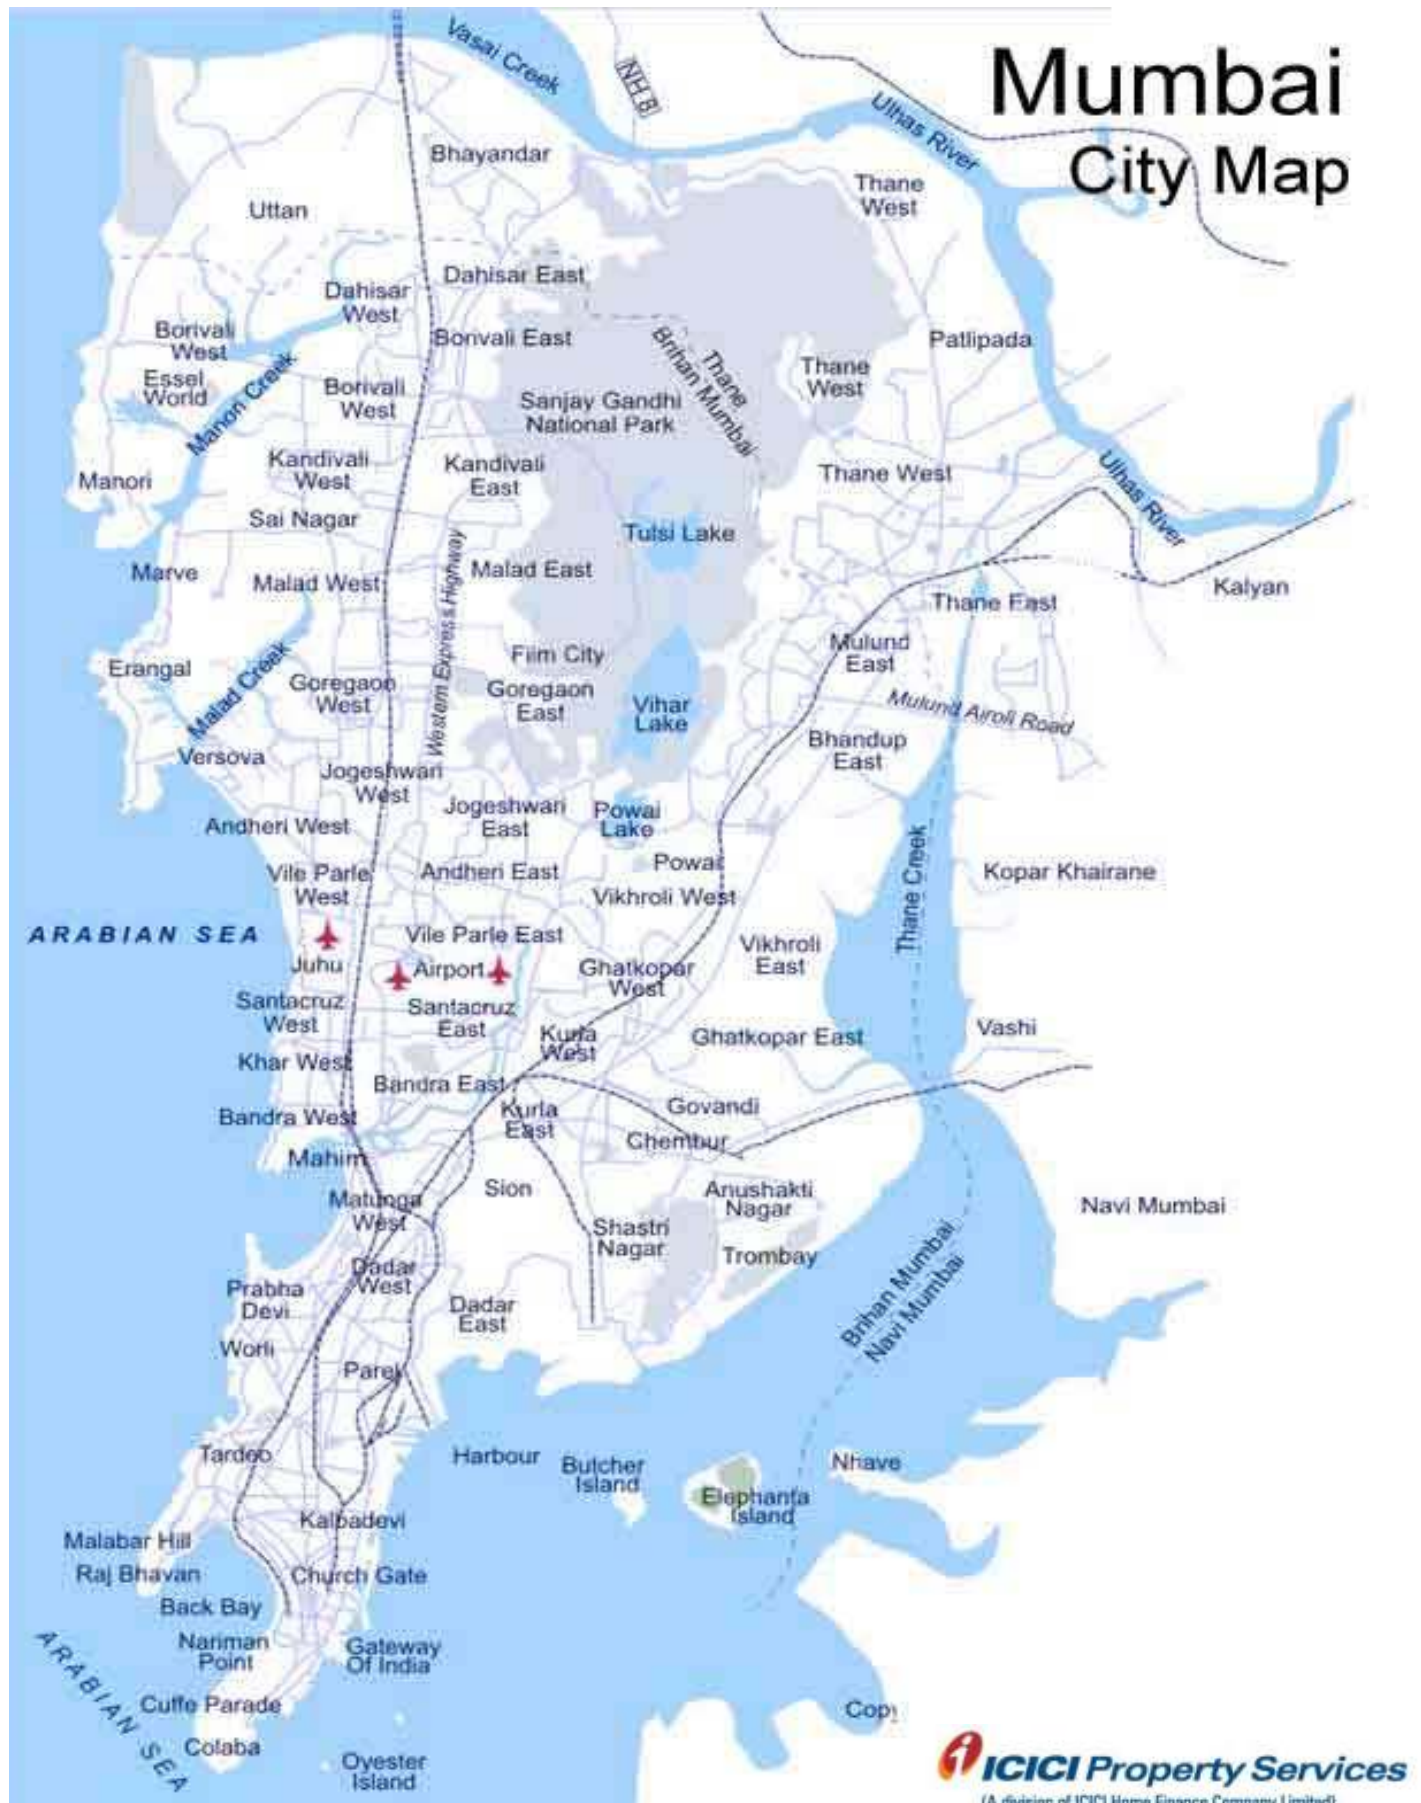 Mumbai
City Map
Vasai Creek
NH 8
Ulhas River
Bhayandar
Thane
West
Uttan
Dahisar East
Dahisar
West
Borivali
West
Bonvali East
Patlipada
Thane
Brihan Mumbai
Thane
West
Essel
World
Manori Creek
Borivali
West
Sanjay Gandhi
National Park
Kandivali
West
Kandivali
East
Thane West
Ulhas River
Manori
Sai Nagar
Tulsi Lake
Marve
Malad West
Western Express Highway
Malad East
Kalyan
Thane East
Mulund
East
Erangal
Malad Creek
Film City
Goregaon
West
Goregaon
East
Vihar
Lake
Mulund Airoli Road
Bhandup
East
Versova
Jogeshwari
West
Jogeshwari
East
Powai
Lake
Andheri West
Thane Creek
Powai
Kopar Khairane
Vile Parle
West
Andheri East
Vikhroli West
ARABIAN SEA
Vile Parle East
Vikhroli
East
Juhu
Airport
Ghatkopar
West
Santacruz
West
Santacruz
East
Kurla
West
Ghatkopar East
Vashi
Khar West
Bandra East
Bandra West
Kurla
East
Govandi
Chembur
Mahim
Sion
Matunga
West
Anushakti
Nagar
Navi Mumbai
Shastri
Nagar
Trombay
Dadar
West
Brihan Mumbai
Navi Mumbai
Prabha
Devi
Dadar
East
Worli
Parel
Tardeo
Harbour
Butcher
Island
Nhave
Elephanta
Island
Kalbadevi
Malabar Hill
Raj Bhavan
Church Gate
Back Bay
Nariman
Point
Gateway
Of India
ARABIAN SEA
Cuffe Parade
Colaba
Oyester
Island
Copy
ICICI Property Services
(A division of ICICI Home Finance Company Limited)